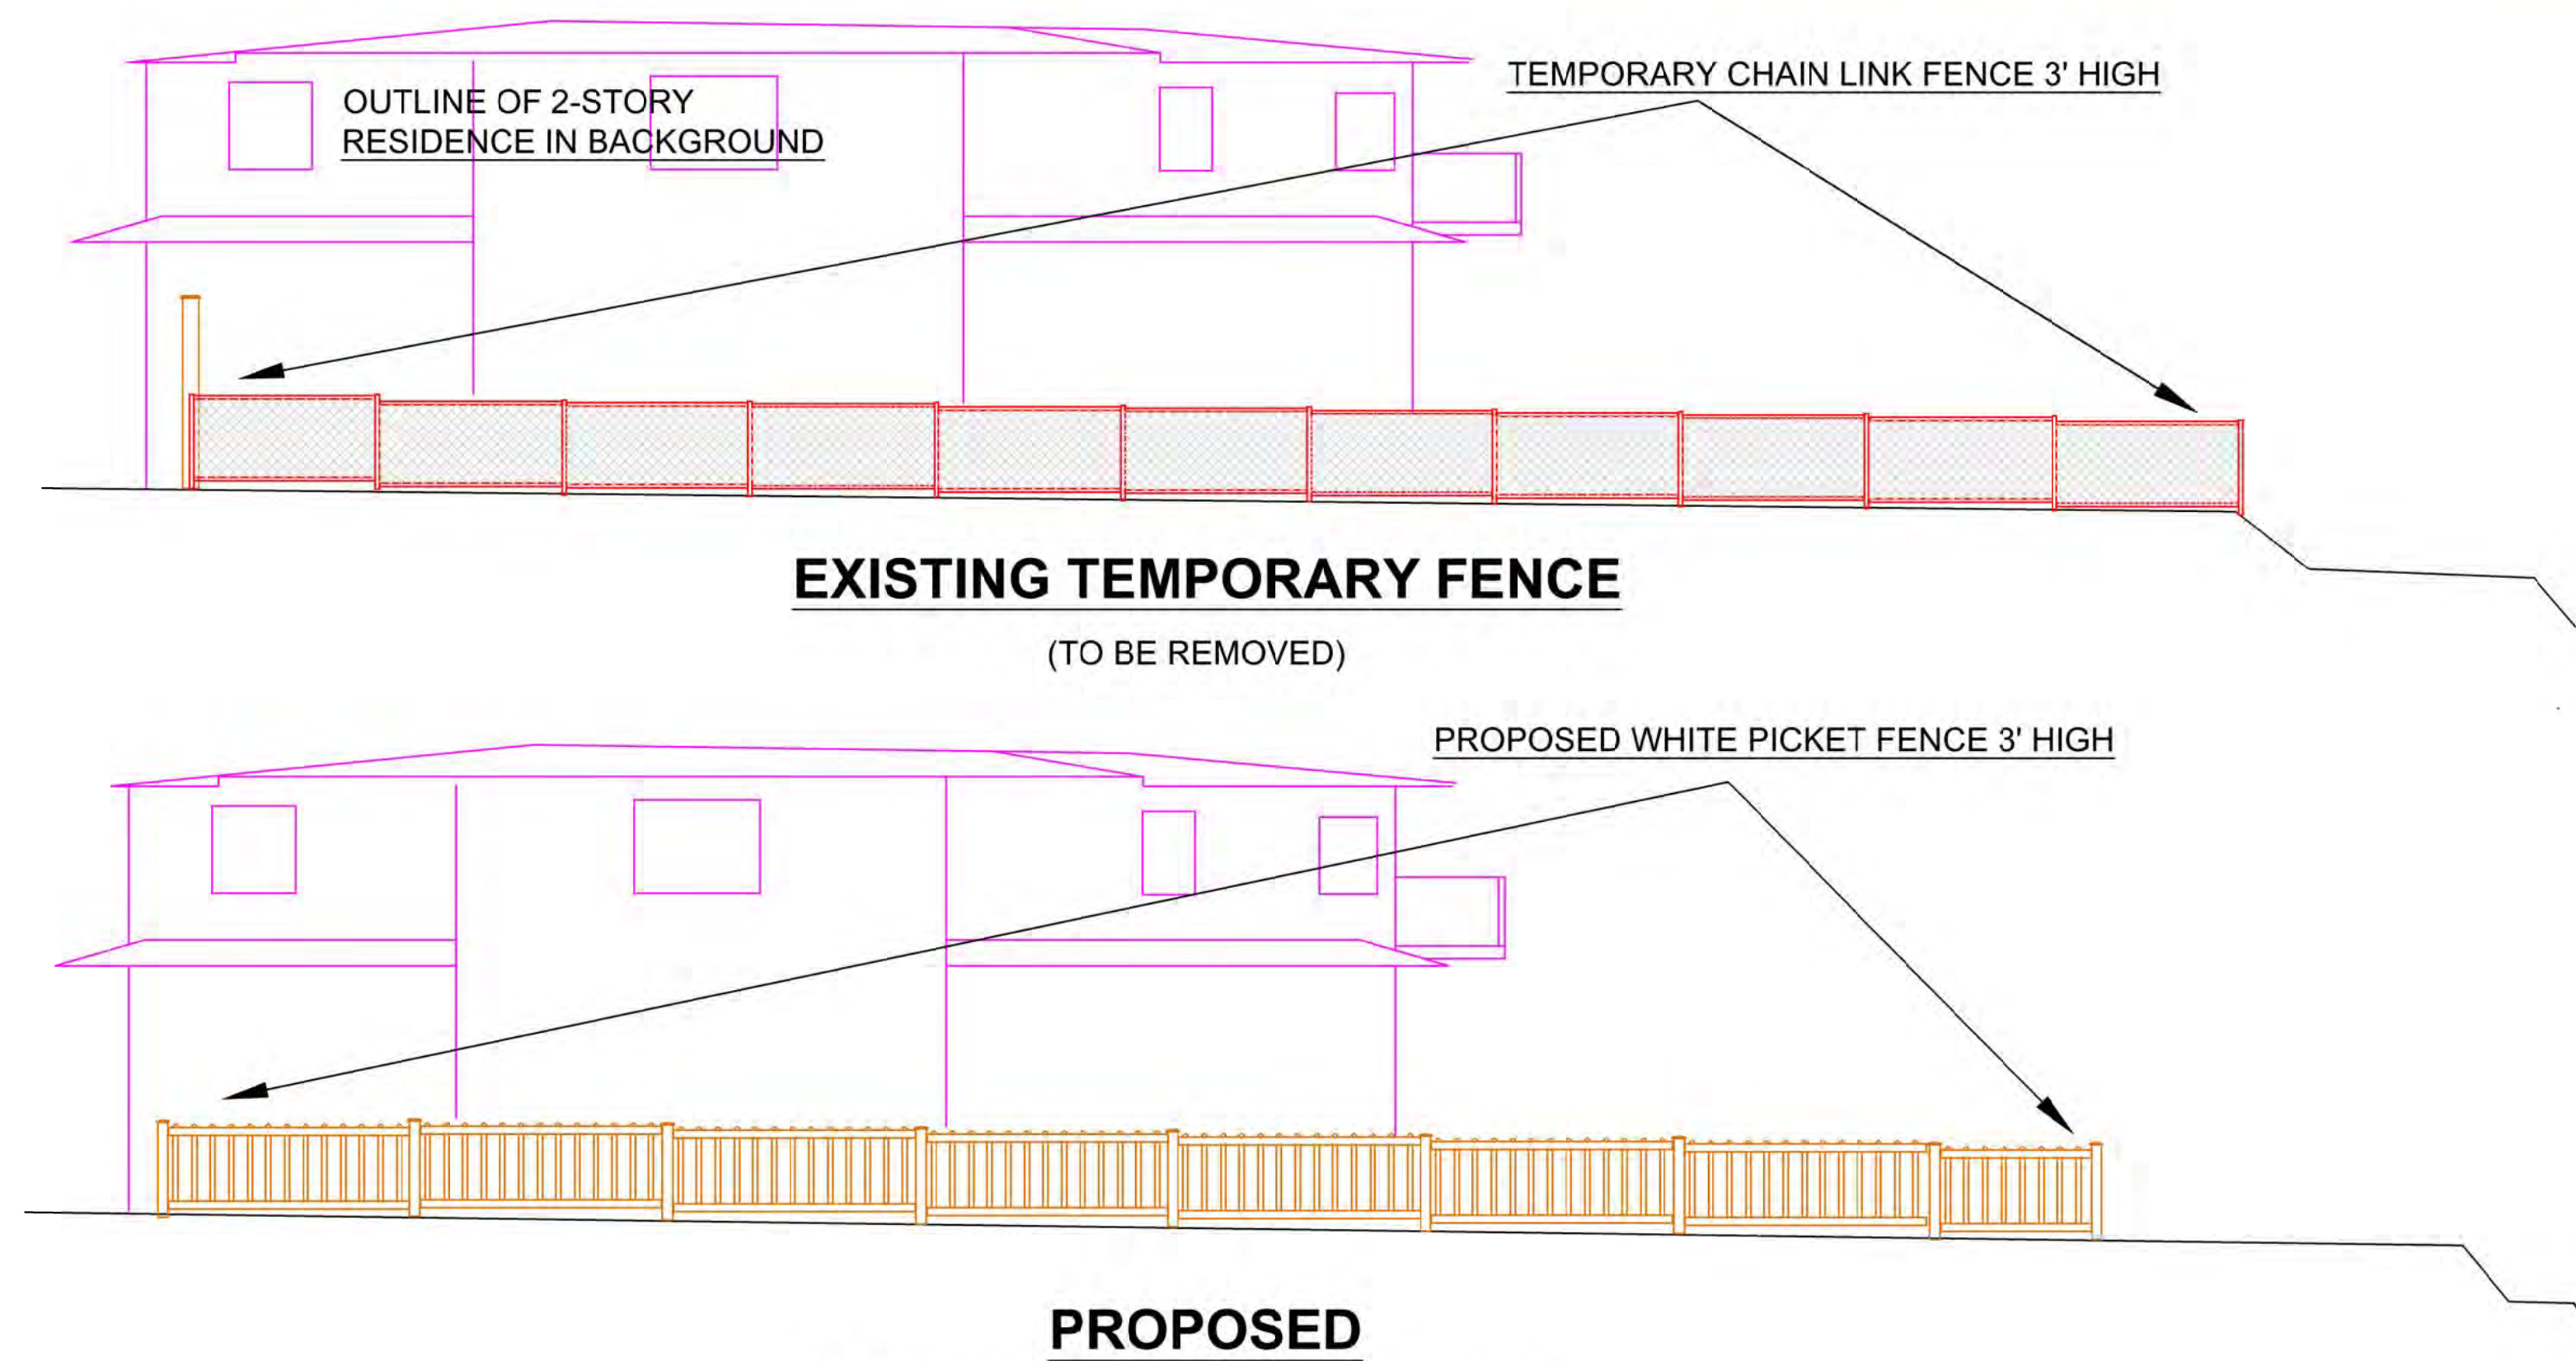 OUTLINE OF 2-STORY
RESIDENCE IN BACKGROUND
TEMPORARY CHAIN LINK FENCE 3' HIGH
EXISTING TEMPORARY FENCE
(TO BE REMOVED)
PROPOSED WHITE PICKET FENCE 3' HIGH
PROPOSED